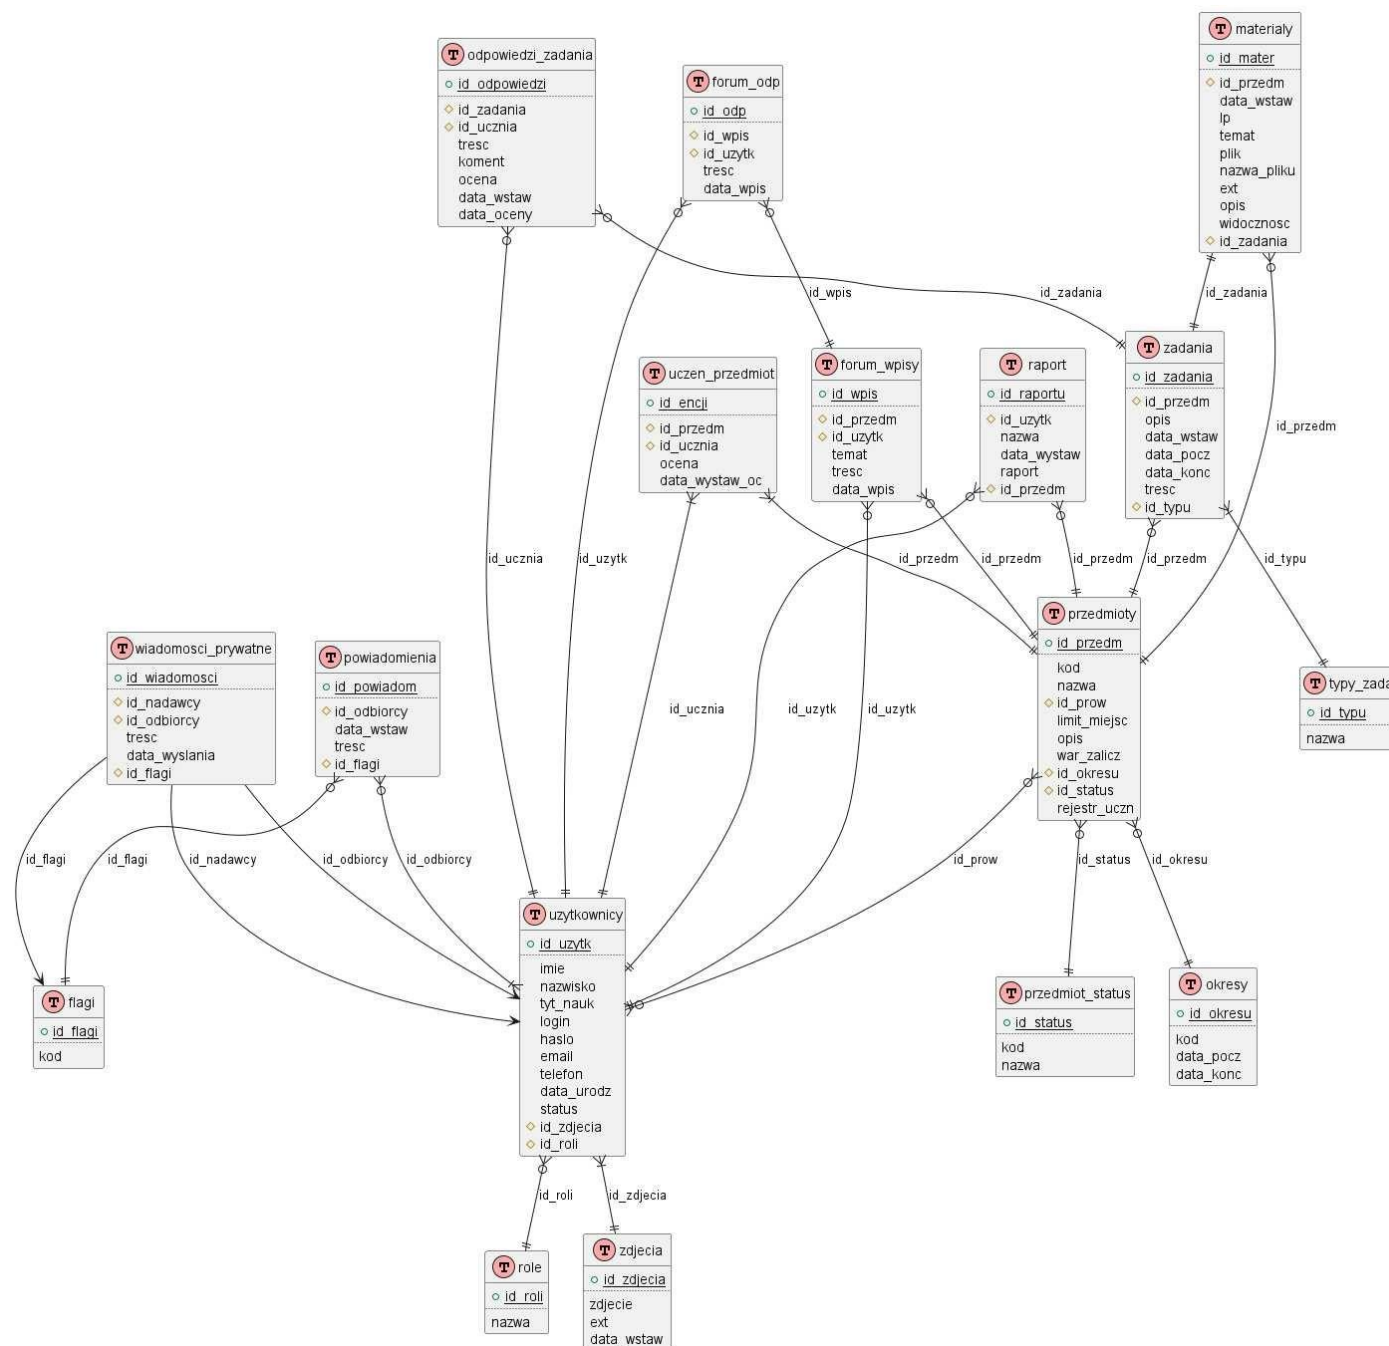 T odpowiedzi_zadania
id_odpowiedzi
id_zadania
id_ucznia
tresc
koment
ocena
data_wstaw
data_oceny
T forum_odp
id_odp
id_wpis
id_uzytk
tresc
data_wpis
T materialy
id_mater
id_przedm
data_wstaw
lp
temat
plik
nazwa_pliku
ext
opis
widocznosc
id_zadania
id_wpis
id_zadania
id_zadania
T uczen_przedmiot
id_encji
id_przedm
id_ucznia
ocena
data_wystaw_oc
T forum_wpisy
id_wpis
id_przedm
id_uzytk
temat
tresc
data_wpis
T raport
id_raportu
id_uzytk
nazwa
data_wystaw
raport
id_przedm
T zadania
id_zadania
id_przedm
opis
data_wstaw
data_pocz
data_konc
tresc
id_typu
id_przedm
id_ucznia
id_uzytk
id_przedm
id_przedm
id_przedm
id_przedm
id_typu
T wiadomosci_prywatne
id_wiadomosci
id_nadawcy
id_odbiorcy
tresc
data_wyslania
id_flagi
T powiadomienia
id_powiadom
id_odbiorcy
data_wstaw
tresc
id_flagi
id_ucznia
id_uzytk
id_uzytk
T przedmioty
id_przedm
kod
nazwa
id_prow
limit_miejsc
opis
war_zalicz
id_okresu
id_status
rejestr_uczn
T typy_zada
id_typu
nazwa
id_flagi
id_flagi
id_nadawcy
id_odbiorcy
id_odbiorcy
id_prow
id_status
id_okresu
T flagi
id_flagi
kod
T uzytkownicy
id_uzytk
imie
nazwisko
tyt_nauk
login
haslo
email
telefon
data_urodz
status
id_zdjecia
id_roli
T przedmiot_status
id_status
kod
nazwa
T okresy
id_okresu
kod
data_pocz
data_konc
id_roli
id_zdjecia
T role
id_roli
nazwa
T zdjecia
id_zdjecia
zdjecie
ext
data_wstaw